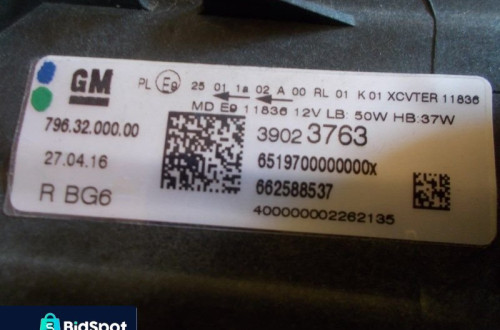 GM
PL E9 25 01 1a 02 A 00 RL 01 K01 XCVTER 11836
MD E9 11836 12V LB: 50W HB:37W
796.32.000.00
3902 3763
27.04.16
6519700000000x
R BG6
662588537
400000002262135
BidSpot